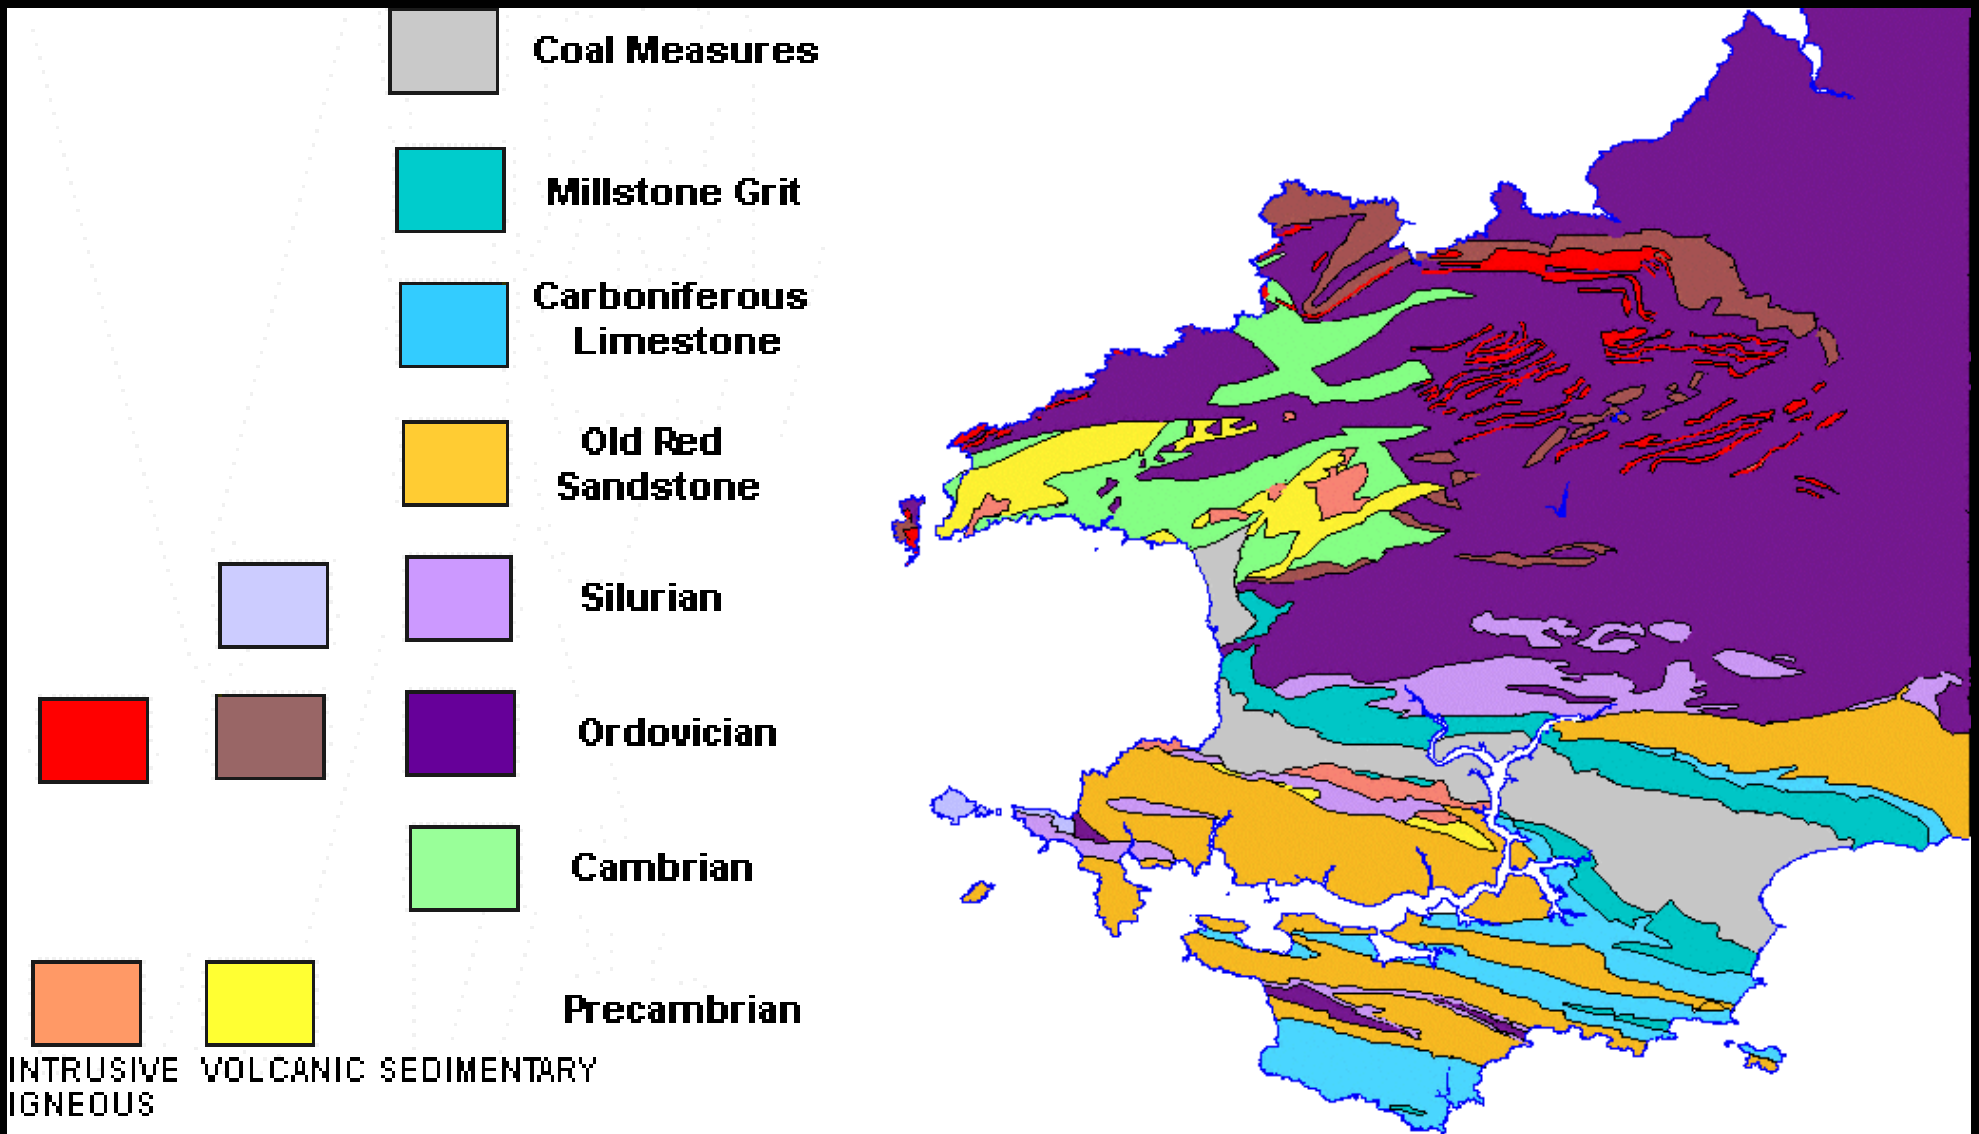 Coal Measures
Millstone Grit
Carboniferous
Limestone
Old Red
Sandstone
Silurian
Ordovician
Cambrian
Precambrian
INTRUSIVE VOLCANIC SEDIMENTARY
IGNEOUS